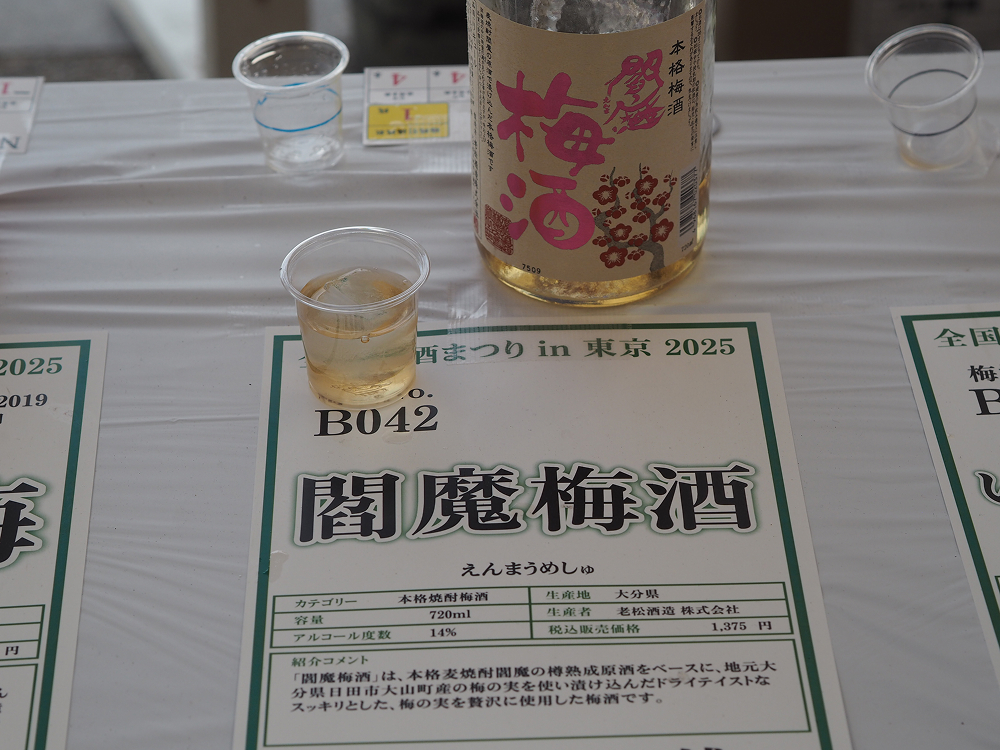 本格梅酒
閻魔
梅酒
7509
4
4
1
酒まつり in 東京 2025
B042
閻魔梅酒
えんまうめしゅ
カテゴリー 本格焼酎梅酒
容量 720ml
アルコール度数 14%
生産地 大分県
生産者 老松酒造 株式会社
税込販売価格 1,375 円
紹介コメント
「閻魔梅酒」は、本格麦焼酎閻魔の樽熟成原酒をベースに、地元大
分県日田市大山町産の梅の実を使い漬け込んだドライテイストな
スッキリとした、梅の実を贅沢に使用した梅酒です。
2025
2019
梅
円
全国
梅
B